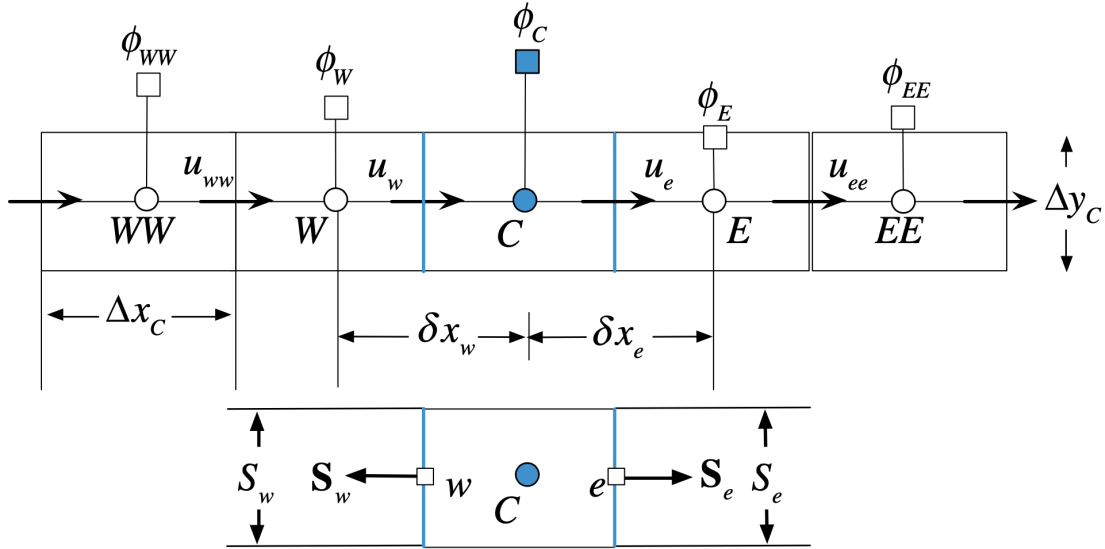 ϕ_C
ϕ_WW ϕ_W ϕ_E ϕ_EE
u_ww u_w u_e u_ee
WW W C E EE Δy_C
Δx_C δx_w δx_e
S_w 𝐒_w w C e 𝐒_e S_e